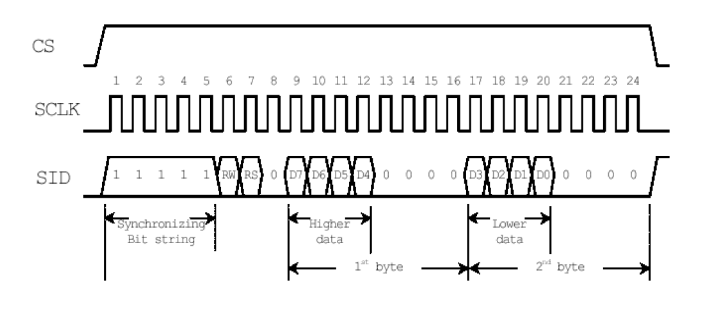 CS
1 2 3 4 5 6 7 8 9 10 11 12 13 14 15 16 17 18 19 20 21 22 23 24
SCLK
SID 1 1 1 1 1 RW RS 0 D7 D6 D5 D4 0 0 0 0 D3 D2 D1 D0 0 0 0 0
Synchronizing
Bit string
Higher
data
Lower
data
1st byte
2nd byte